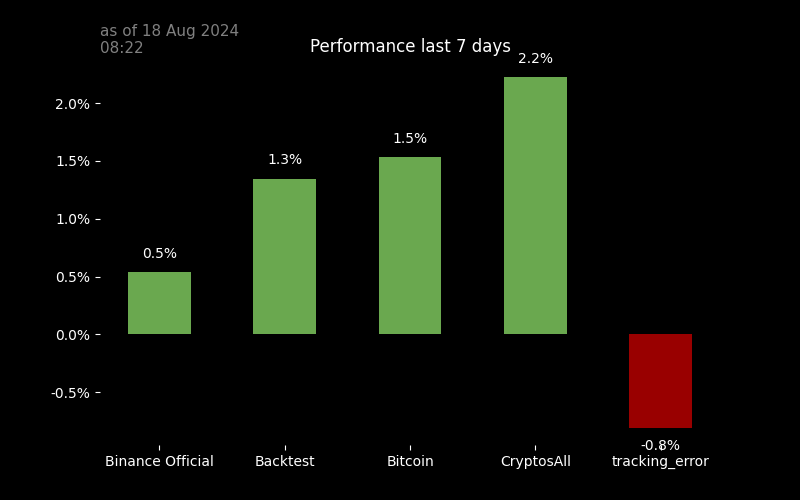 as of 18 Aug 2024
08:22
Performance last 7 days
2.2%
2.0%
1.5%
1.5%
1.3%
1.0%
0.5%
0.5%
0.0%
-0.5%
-0.8%
Binance Official
Backtest
Bitcoin
CryptosAll
tracking_error